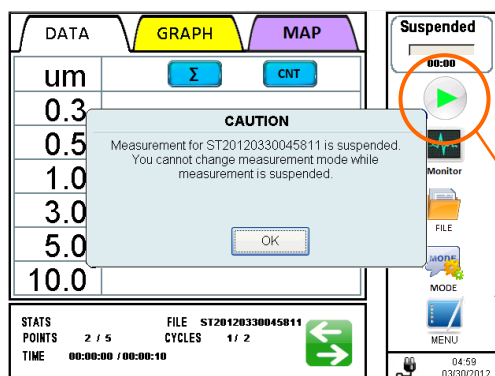 DATA GRAPH MAP
Suspended
00:00
um Σ CNT
0.3
0.5
1.0
3.0
5.0
10.0
CAUTION
Measurement for ST20120330045811 is suspended.
You cannot change measurement mode while
measurement is suspended.
OK
Monitor
FILE
MODE
MODE
MENU
STATS FILE ST20120330045811
POINTS 2 / 5 CYCLES 1 / 2
TIME 00:00:00 / 00:00:10
04:59
03/30/2012